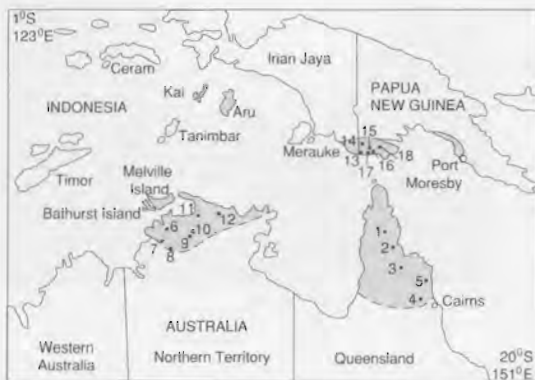 1°S
123°E
Irian Jaya
Ceram
PAPUA
NEW GUINEA
Kai
INDONESIA
Aru
Tanimbar
Merauke
14
15
13
17
16
18
Port
Moresby
Timor
Melville
Island
Bathurst island
11
12
6
10
7
9
8
1
2
3
5
4
Cairns
AUSTRALIA
Western
Australia
Northern Territory
Queensland
20°S
151°E